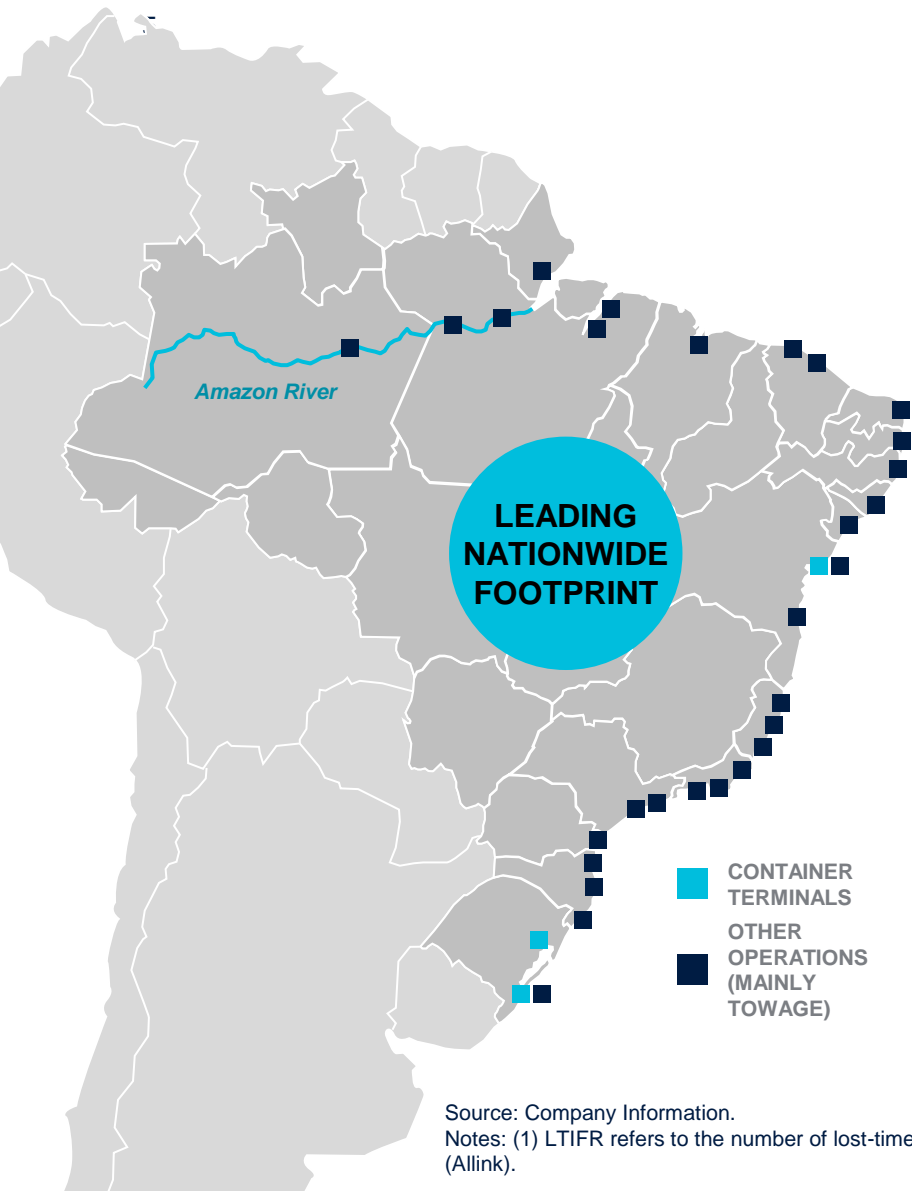 Amazon River
LEADING
NATIONWIDE
FOOTPRINT
CONTAINER
TERMINALS
OTHER
OPERATIONS
(MAINLY
TOWAGE)
Source: Company Information.
Notes: (1) LTIFR refers to the number of lost-time
(Allink).